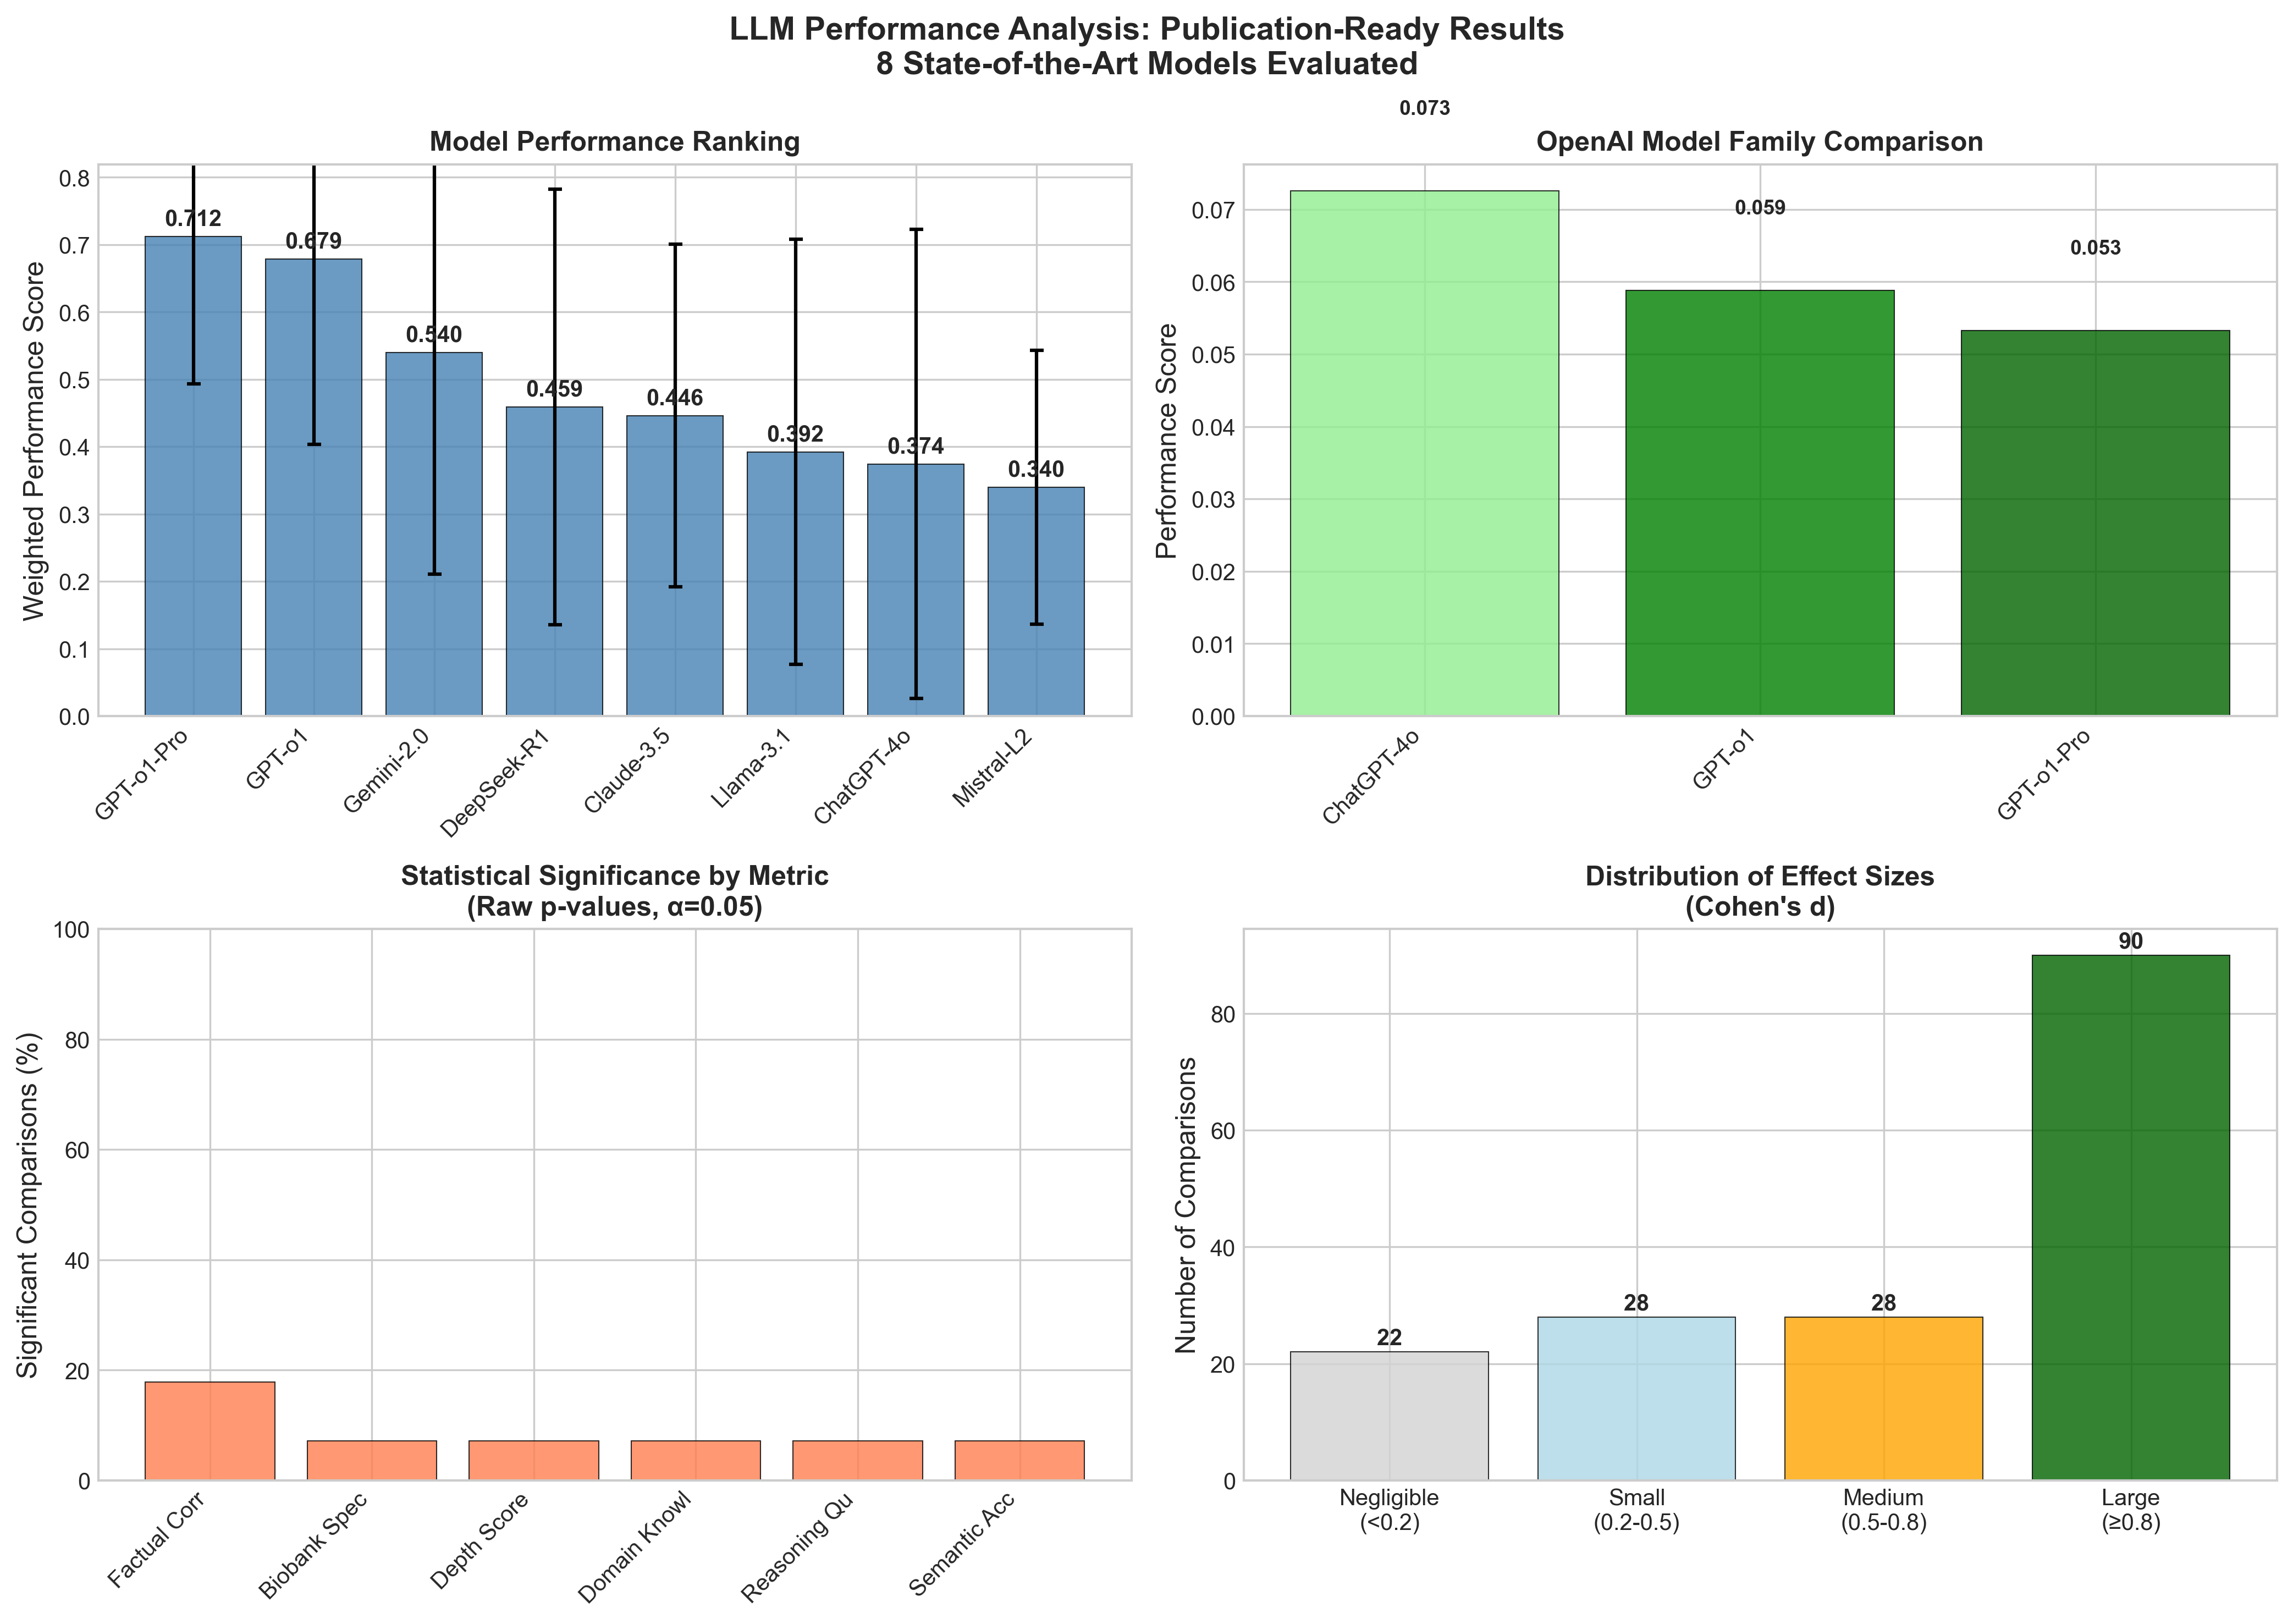 LLM Performance Analysis: Publication-Ready Results
8 State-of-the-Art Models Evaluated
Model Performance Ranking
Weighted Performance Score
0.8
0.7
0.6
0.5
0.4
0.3
0.2
0.1
0.0
0.712
0.679
0.540
0.459
0.446
0.392
0.374
0.340
GPT-o1-Pro
GPT-o1
Gemini-2.0
DeepSeek-R1
Claude-3.5
Llama-3.1
ChatGPT-4o
Mistral-L2
0.073
OpenAI Model Family Comparison
Performance Score
0.07
0.06
0.05
0.04
0.03
0.02
0.01
0.00
0.059
0.053
ChatGPT-4o
GPT-o1
GPT-o1-Pro
Statistical Significance by Metric
(Raw p-values, α=0.05)
Significant Comparisons (%)
100
80
60
40
20
0
Factual Corr
Biobank Spec
Depth Score
Domain Knowl
Reasoning Qu
Semantic Acc
Distribution of Effect Sizes
(Cohen's d)
Number of Comparisons
80
60
40
20
0
22
28
28
90
Negligible
(<0.2)
Small
(0.2-0.5)
Medium
(0.5-0.8)
Large
(≥0.8)